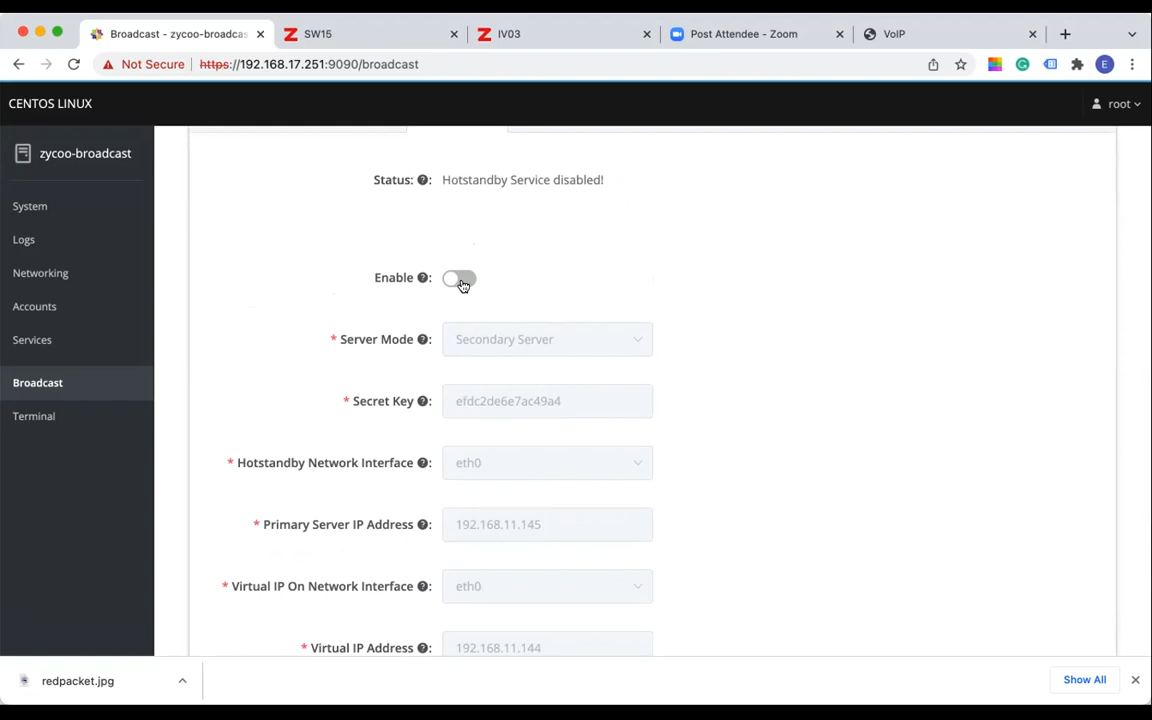 Broadcast - zycoo-broadcas
SW15
IV03
Post Attendee - Zoom
VoIP
Not Secure https://192.168.17.251:9090/broadcast
E
CENTOS LINUX
root
zycoo-broadcast
System
Logs
Networking
Accounts
Services
Broadcast
Terminal
Status: ?: Hotstandby Service disabled!
Enable ?:
* Server Mode ?: Secondary Server
* Secret Key ?: efdc2de6e7ac49a4
* Hotstandby Network Interface ?: eth0
* Primary Server IP Address ?: 192.168.11.145
* Virtual IP On Network Interface ?: eth0
* Virtual IP Address ?: 192.168.11.144
redpacket.jpg
Show All